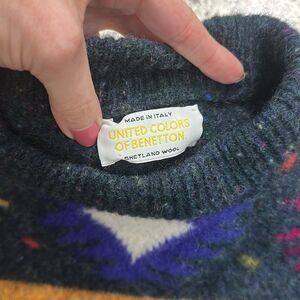 MADE IN ITALY
UNITED COLORS
OF BENETTON
SHETLAND WOOL